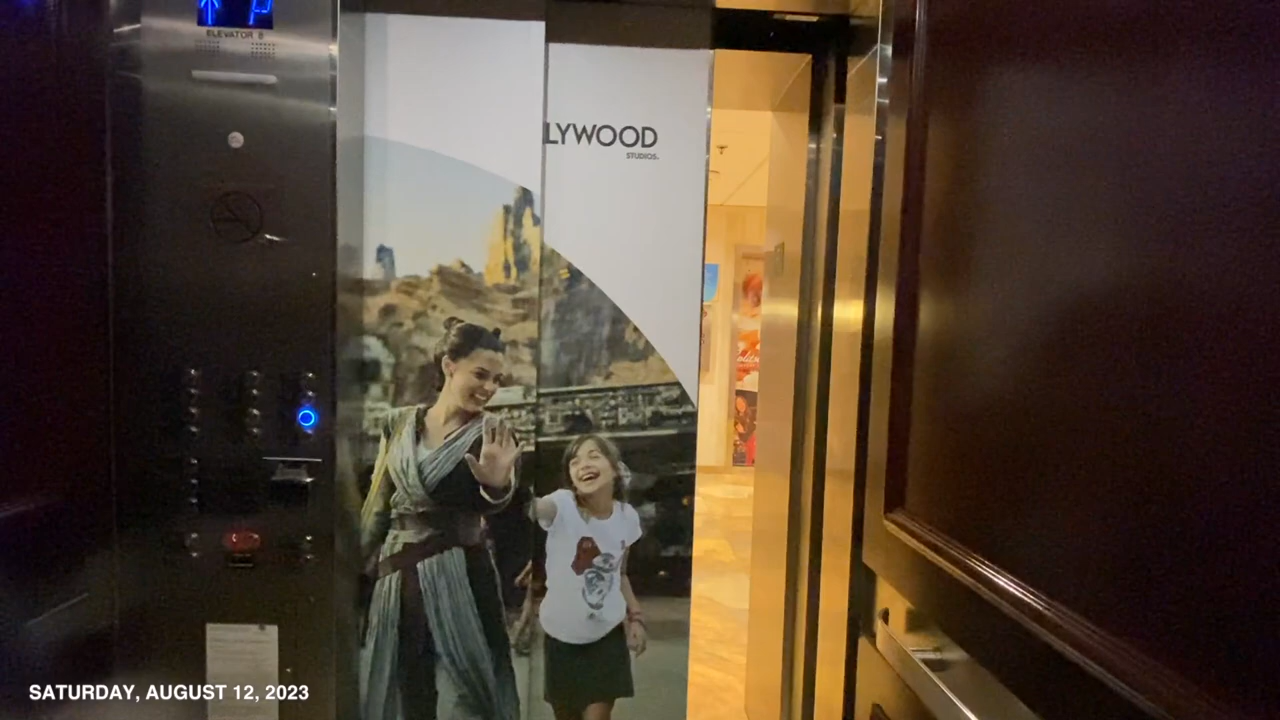 ↑ P
ELEVATOR 8
LYWOOD
STUDIOS.
SATURDAY, AUGUST 12, 2023